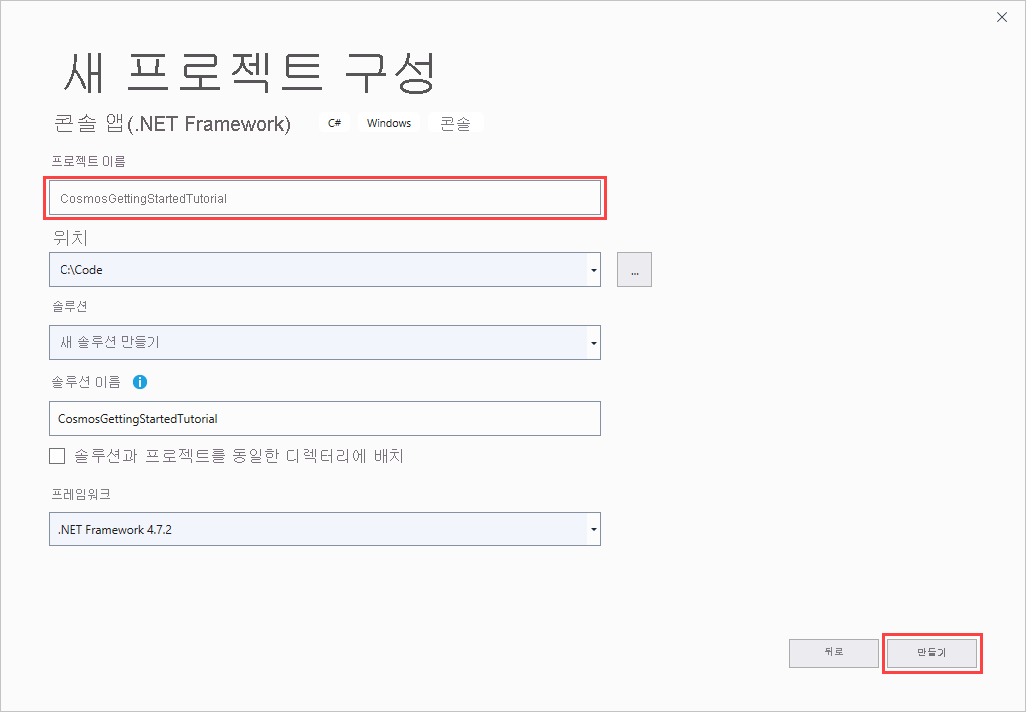 새 프로젝트 구성
콘솔 앱(.NET Framework) C# Windows 콘솔
프로젝트 이름
CosmosGettingStartedTutorial
위치
C:\Code ...
솔루션
새 솔루션 만들기
솔루션 이름
CosmosGettingStartedTutorial
솔루션과 프로젝트를 동일한 디렉터리에 배치
프레임워크
.NET Framework 4.7.2
뒤로 만들기